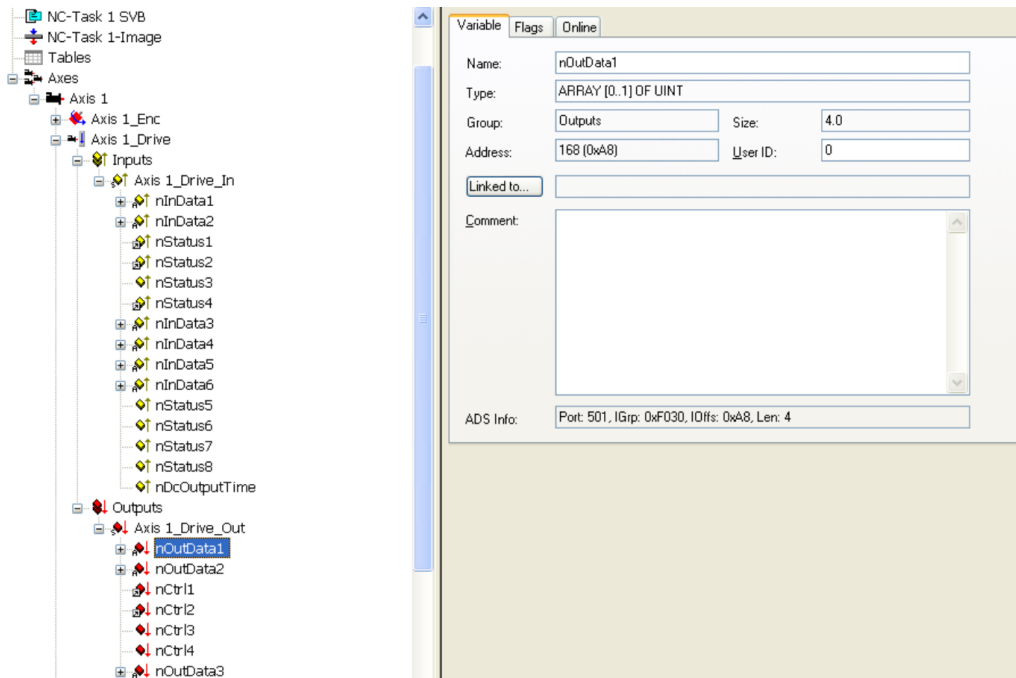 NC-Task 1 SVB
NC-Task 1-Image
Tables
Axes
Axis 1
Axis 1_Enc
Axis 1_Drive
Inputs
Axis 1_Drive_In
nInData1
nInData2
nStatus1
nStatus2
nStatus3
nStatus4
nInData3
nInData4
nInData5
nInData6
nStatus5
nStatus6
nStatus7
nStatus8
nDcOutputTime
Outputs
Axis 1_Drive_Out
nOutData1
nOutData2
nCtrl1
nCtrl2
nCtrl3
nCtrl4
nOutData3
Variable Flags Online
Name: nOutData1
Type: ARRAY [0..1] OF UINT
Group: Outputs Size: 4.0
Address: 168 (0xA8) User ID: 0
Linked to...
Comment:
ADS Info: Port: 501, IGrp: 0xF030, IOffs: 0xA8, Len: 4